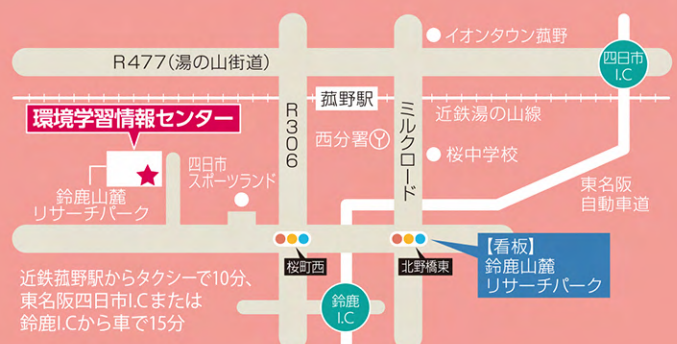 イオンタウン菰野
R477(湯の山街道)
四日市
I.C
菰野駅
近鉄湯の山線
環境学習情報センター
R306
ミルクロード
西分署
桜中学校
四日市
スポーツランド
鈴鹿山麓
リサーチパーク
東名阪
自動車道
桜町西
北野橋東
【看板】
鈴鹿山麓
リサーチパーク
近鉄菰野駅からタクシーで10分、
東名阪四日市I.Cまたは
鈴鹿I.Cから車で15分
鈴鹿
I.C